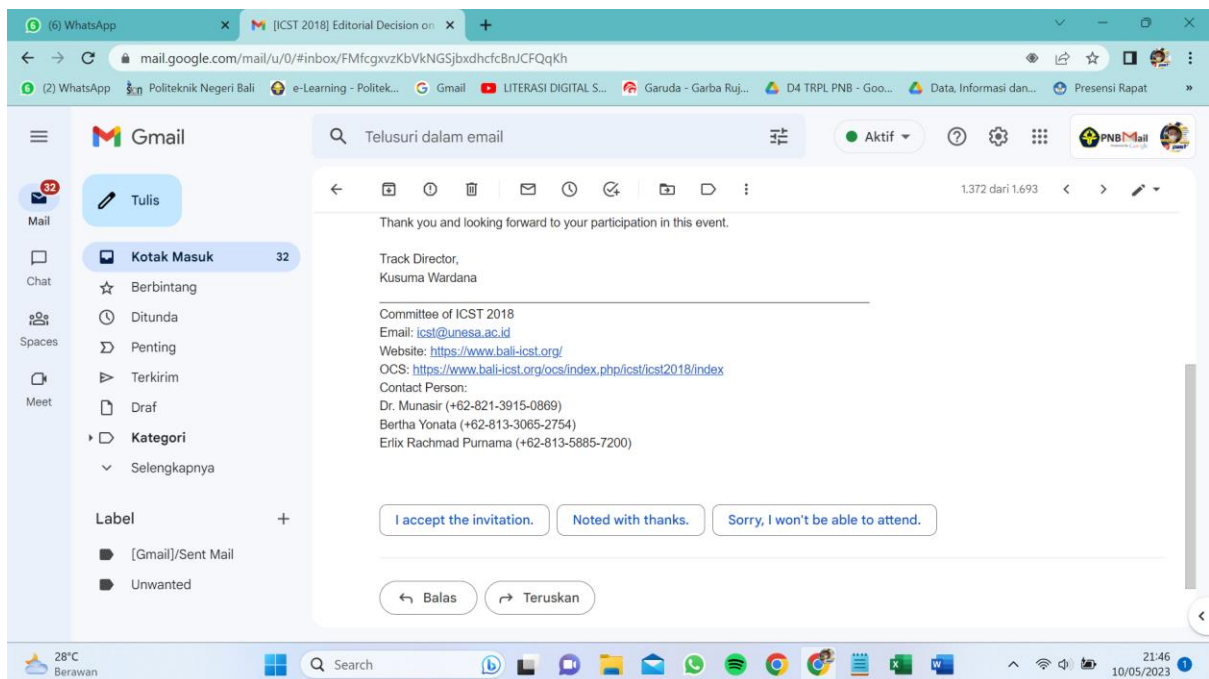 (6) WhatsApp
[ICST 2018] Editorial Decision on
mail.google.com/mail/u/0/#inbox/FMfcgxvzKbVkNGSjbxdhcfcBnJCFQqKh
(2) WhatsApp
Politeknik Negeri Bali
e-Learning - Politek...
Gmail
LITERASI DIGITAL S...
Garuda - Garba Ruj...
D4 TRPL PNB - Goo...
Data, Informasi dan...
Presensi Rapat
»
Gmail
Telusuri dalam email
Aktif
PNBMail
32
Mail
Chat
Spaces
Meet
Tulis
Kotak Masuk 32
Berbintang
Ditunda
Penting
Terkirim
Draf
Kategori
Selengkapnya
Label
[Gmail]/Sent Mail
Unwanted
1.372 dari 1.693
Thank you and looking forward to your participation in this event.
Track Director,
Kusuma Wardana
Committee of ICST 2018
Email: icst@unesa.ac.id
Website: https://www.bali-icst.org/
OCS: https://www.bali-icst.org/ocs/index.php/icst/icst2018/index
Contact Person:
Dr. Munasir (+62-821-3915-0869)
Bertha Yonata (+62-813-3065-2754)
Erlix Rachmad Purnama (+62-813-5885-7200)
I accept the invitation.
Noted with thanks.
Sorry, I won't be able to attend.
Balas
Teruskan
28°C
Berawan
Search
21:46
10/05/2023
1